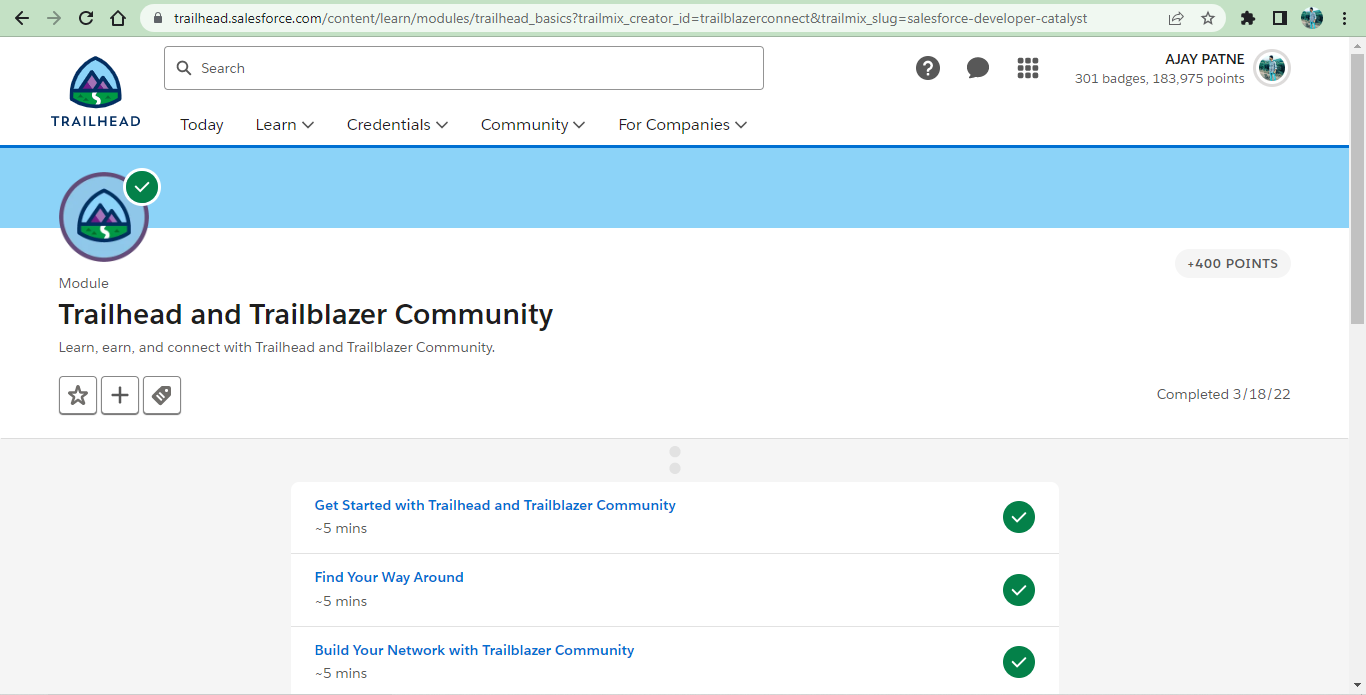 trailhead.salesforce.com/content/learn/modules/trailhead_basics?trailmix_creator_id=trailblazerconnect&trailmix_slug=salesforce-developer-catalyst
TRAILHEAD
Search
AJAY PATNE
301 badges, 183,975 points
Today Learn Credentials Community For Companies
+400 POINTS
Module
Trailhead and Trailblazer Community
Learn, earn, and connect with Trailhead and Trailblazer Community.
Completed 3/18/22
Get Started with Trailhead and Trailblazer Community
~5 mins
Find Your Way Around
~5 mins
Build Your Network with Trailblazer Community
~5 mins